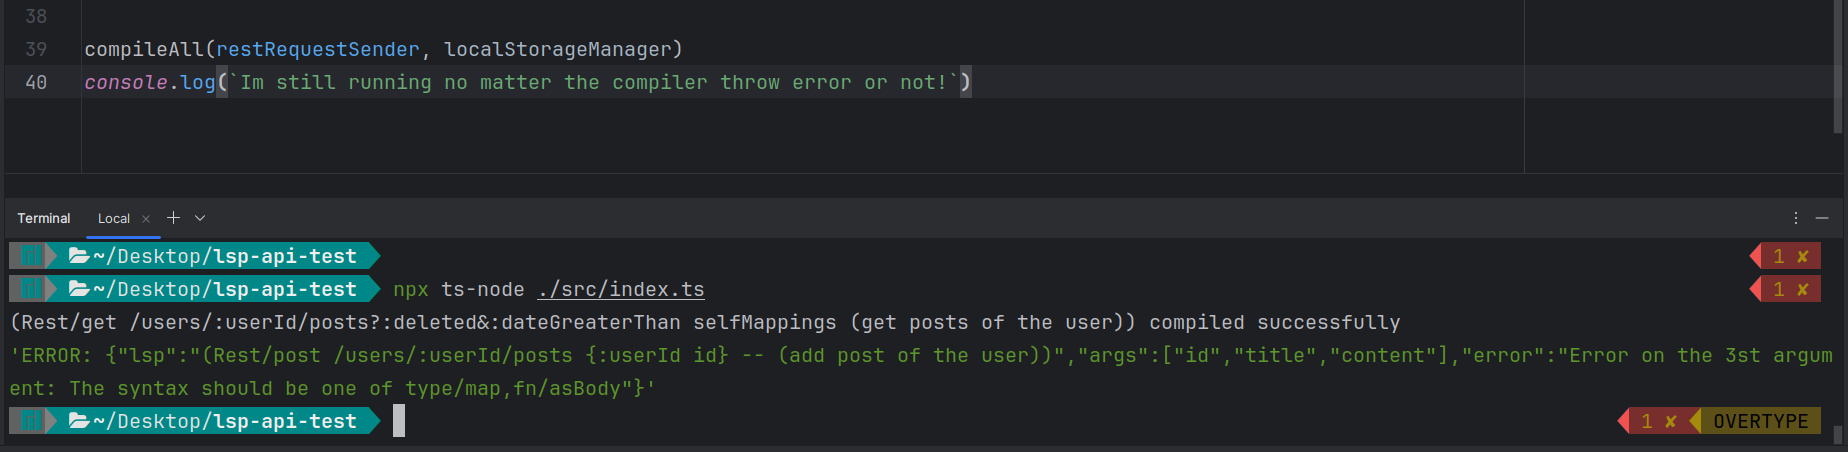 38
39 compileAll(restRequestSender, localStorageManager)
40 console.log(`Im still running no matter the compiler throw error or not!`)
Terminal Local × + ⌄ ⋮ —
~/Desktop/lsp-api-test 1 ✘
~/Desktop/lsp-api-test npx ts-node ./src/index.ts 1 ✘
(Rest/get /users/:userId/posts?:deleted&:dateGreaterThan selfMappings (get posts of the user)) compiled successfully
'ERROR: {"lsp":"(Rest/post /users/:userId/posts {:userId id} -- (add post of the user))","args":["id","title","content"],"error":"Error on the 3st argum
ent: The syntax should be one of type/map,fn/asBody"}'
~/Desktop/lsp-api-test 1 ✘ OVERTYPE